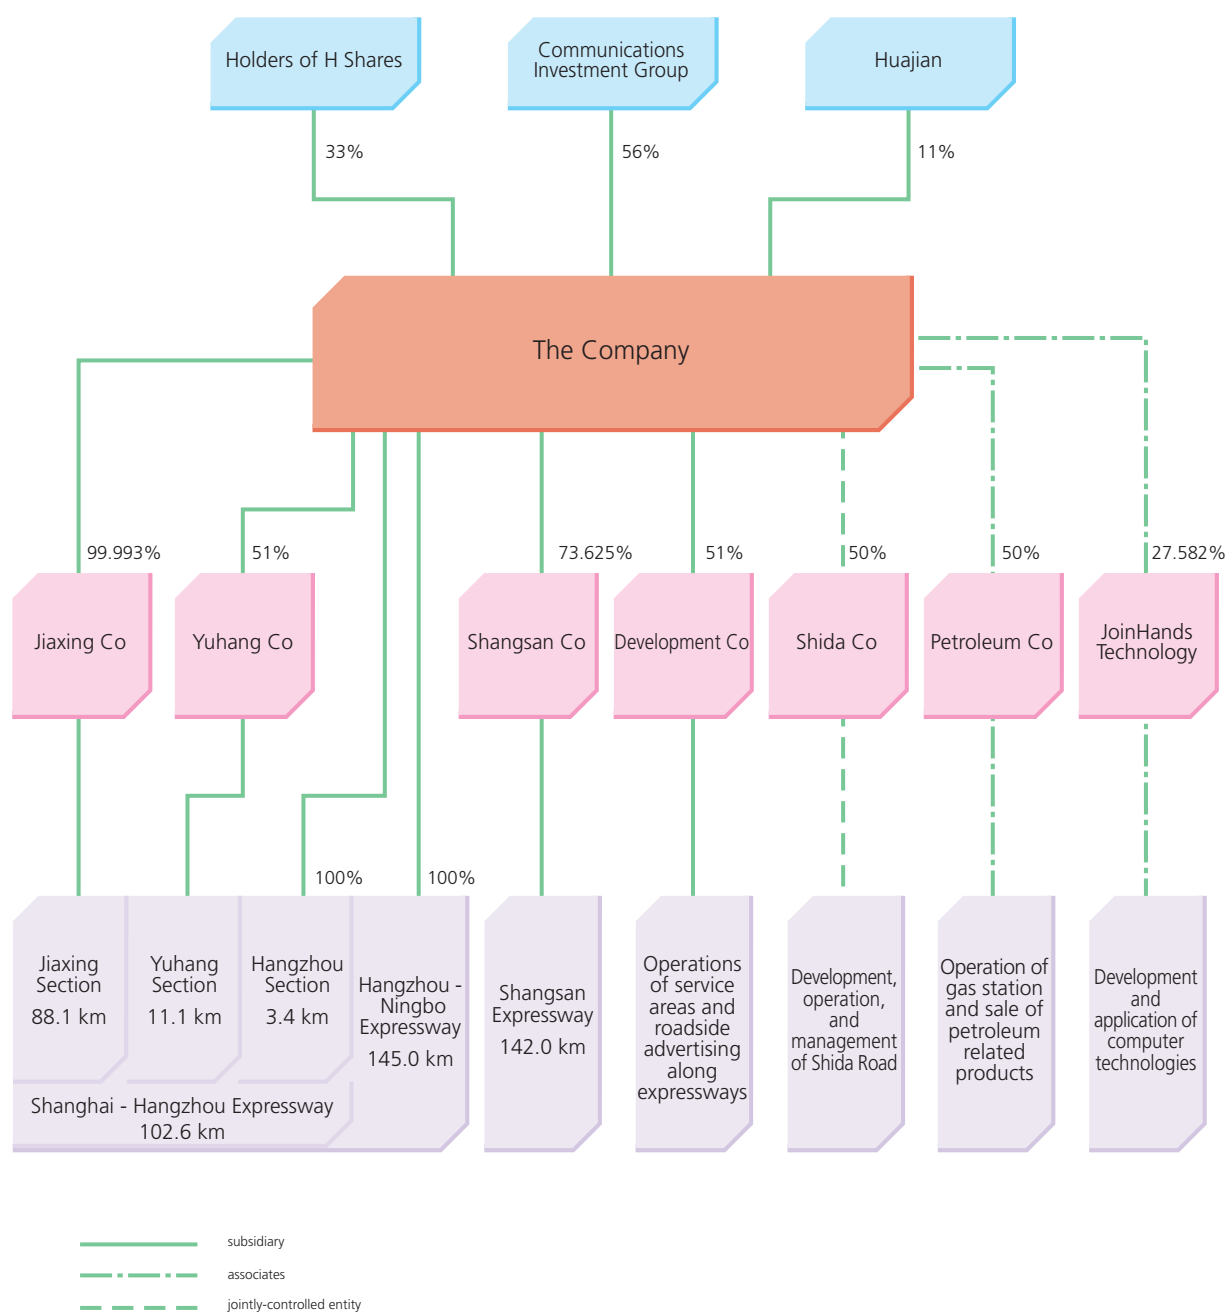 Holders of H Shares
Communications
Investment Group
Huajian
33%
56%
11%
The Company
99.993%
51%
73.625%
51%
50%
50%
27.582%
Jiaxing Co
Yuhang Co
Shangsan Co
Development Co
Shida Co
Petroleum Co
JoinHands
Technology
100%
100%
Jiaxing
Section
88.1 km
Yuhang
Section
11.1 km
Hangzhou
Section
3.4 km
Shanghai - Hangzhou Expressway
102.6 km
Hangzhou -
Ningbo
Expressway
145.0 km
Shangsan
Expressway
142.0 km
Operations
of service
areas and
roadside
advertising
along
expressways
Development,
operation,
and
management
of Shida Road
Operation of
gas station
and sale of
petroleum
related
products
Development
and
application of
computer
technologies
subsidiary
associates
jointly-controlled entity